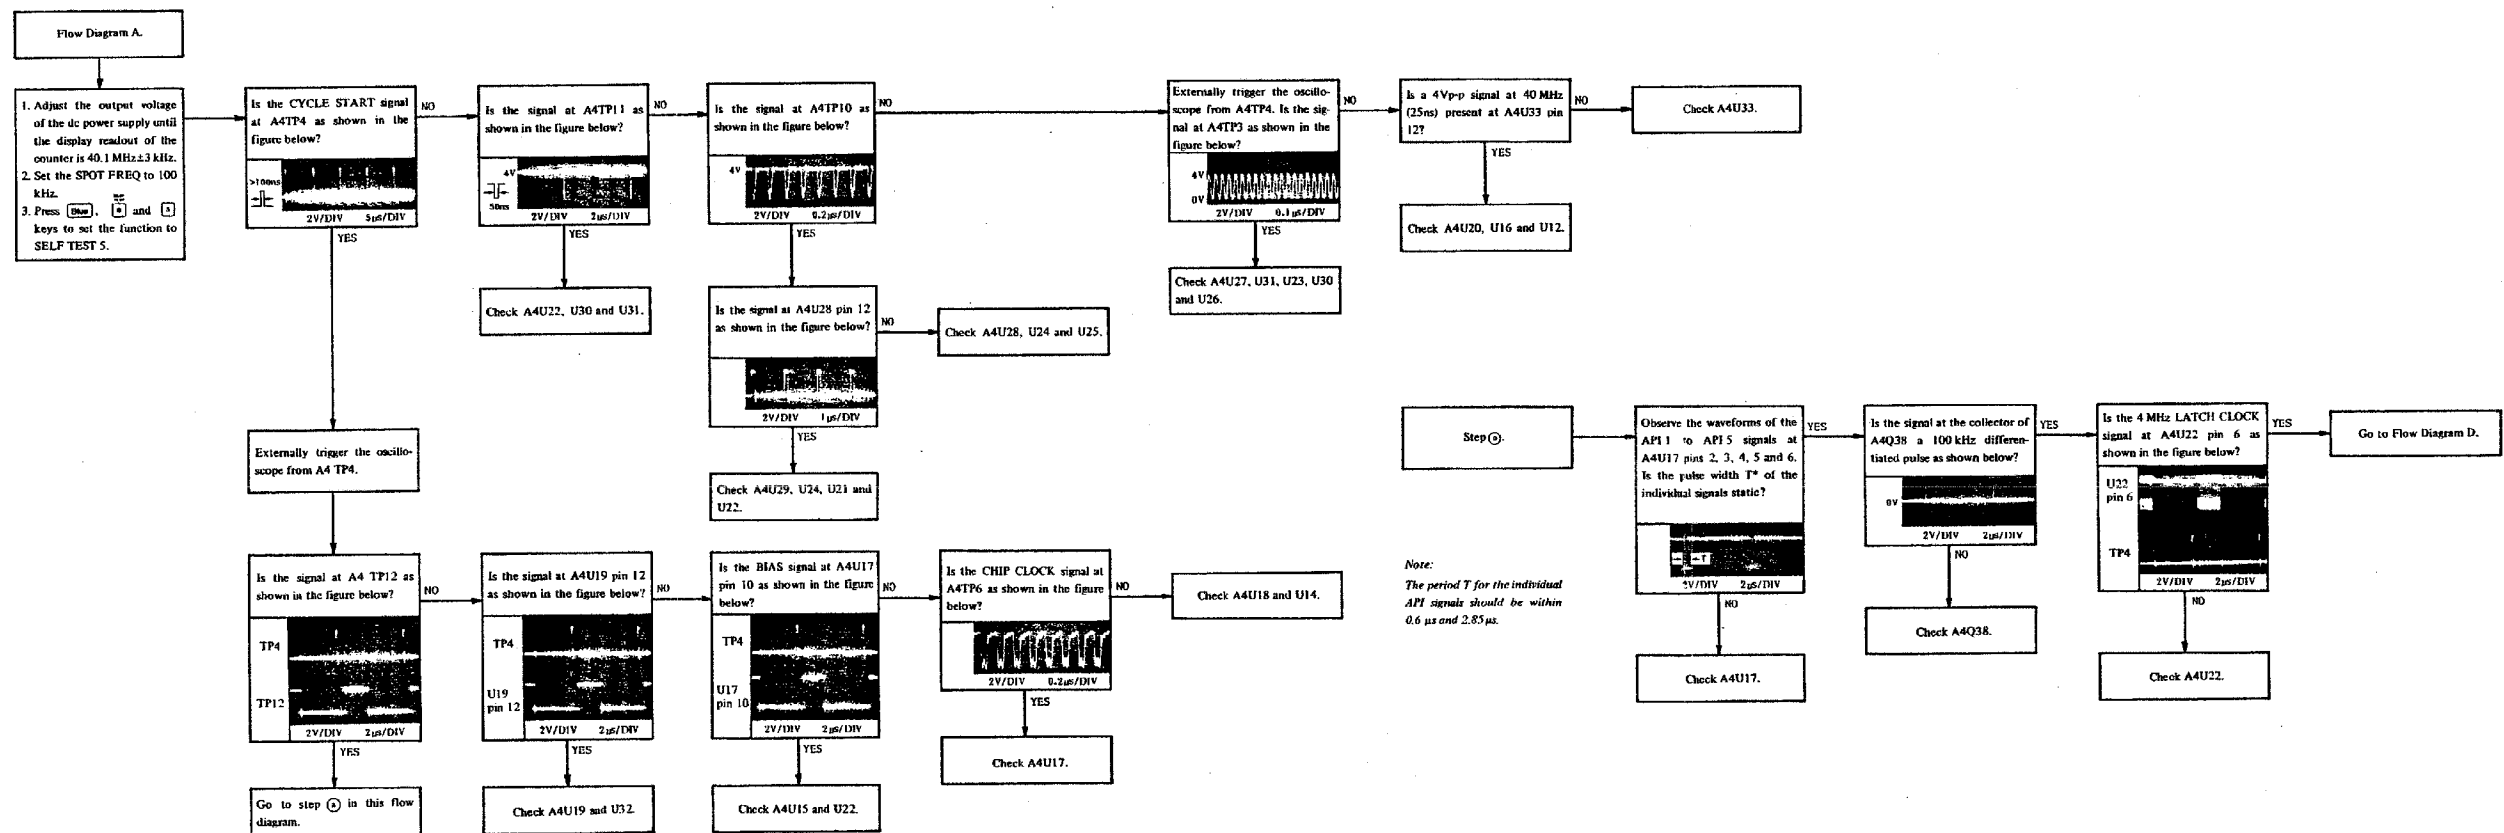 Flow Diagram A.
1. Adjust the output voltage
of the dc power supply until
the display readout of the
counter is 40.1 MHz±3 kHz.
2. Set the SPOT FREQ to 100
kHz.
3. Press [Blue], and
keys to set the function to
SELF TEST 5.
Is the CYCLE START signal
at A4TP4 as shown in the
figure below?
>100ns
2V/DIV 5µs/DIV
NO
YES
Is the signal at A4TP11 as
shown in the figure below?
4V
50ns
2V/DIV 2µs/DIV
NO
YES
Check A4U22, U30 and U31.
Is the signal at A4TP10 as
shown in the figure below?
4V
2V/DIV 0.2µs/DIV
NO
YES
Is the signal at A4U28 pin 12
as shown in the figure below?
2V/DIV 1µs/DIV
NO
Check A4U28, U24 and U25.
YES
Check A4U29, U24, U21 and
U22.
Externally trigger the oscillo-
scope from A4TP4. Is the sig-
nal at A4TP3 as shown in the
figure below?
4V
0V
2V/DIV 0.1µs/DIV
NO
YES
Check A4U27, U31, U23, U30
and U26.
Is a 4Vp-p signal at 40 MHz
(25ns) present at A4U33 pin
12?
NO
Check A4U33.
YES
Check A4U20, U16 and U12.
Externally trigger the oscillo-
scope from A4 TP4.
Is the signal at A4 TP12 as
shown in the figure below?
TP4
TP12
2V/DIV 2µs/DIV
NO
YES
Go to step ⓐ in this flow
diagram.
Is the signal at A4U19 pin 12
as shown in the figure below?
TP4
U19
pin 12
2V/DIV 2µs/DIV
NO
YES
Check A4U19 and U32.
Is the BIAS signal at A4U17
pin 10 as shown in the figure
below?
TP4
U17
pin 10
2V/DIV 2µs/DIV
NO
YES
Check A4U15 and U22.
Is the CHIP CLOCK signal at
A4TP6 as shown in the figure
below?
2V/DIV 0.2µs/DIV
NO
Check A4U18 and U14.
YES
Check A4U17.
Step ⓐ.
Note:
The period T for the individual
API signals should be within
0.6 µs and 2.85 µs.
Observe the waveforms of the
API 1 to API 5 signals at
A4U17 pins 2, 3, 4, 5 and 6.
Is the pulse width T* of the
individual signals static?
T
2V/DIV 2µs/DIV
YES
NO
Check A4U17.
Is the signal at the collector of
A4Q38 a 100 kHz differen-
tiated pulse as shown below?
0V
2V/DIV 2µs/DIV
YES
NO
Check A4Q38.
Is the 4 MHz LATCH CLOCK
signal at A4U22 pin 6 as
shown in the figure below?
U22
pin 6
TP4
2V/DIV 2µs/DIV
YES
Go to Flow Diagram D.
NO
Check A4U22.